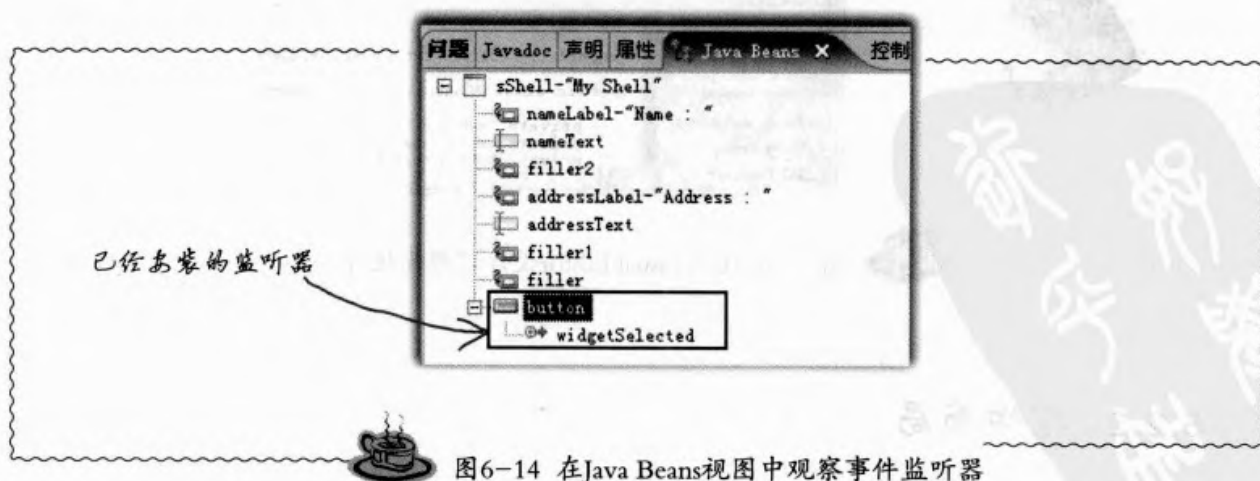 问题 Javadoc 声明 属性 Java Beans X 控制
sShell-"My Shell"
nameLabel-"Name : "
nameText
filler2
addressLabel-"Address : "
addressText
filler1
filler
button
widgetSelected
已经安装的监听器
图6-14 在Java Beans视图中观察事件监听器